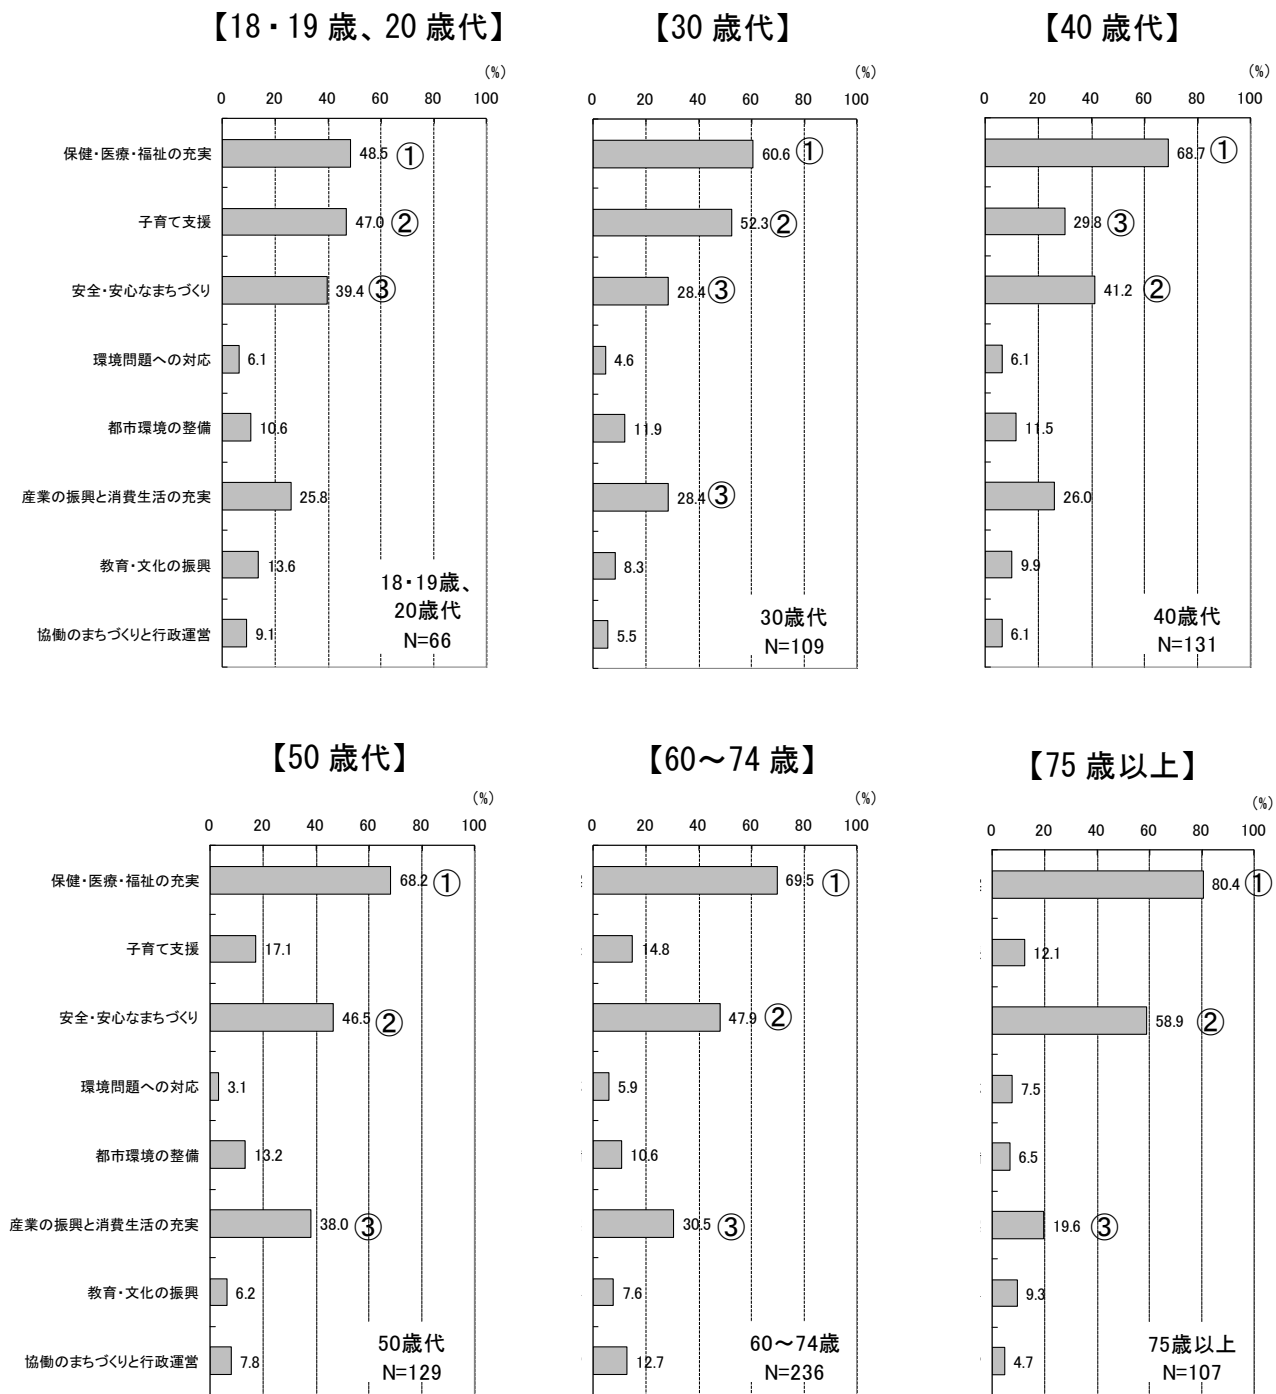 【18・19 歳、20 歳代】
(%)
0 20 40 60 80 100
保健・医療・福祉の充実 48.5 ①
子育て支援 47.0 ②
安全・安心なまちづくり 39.4 ③
環境問題への対応 6.1
都市環境の整備 10.6
産業の振興と消費生活の充実 25.8
教育・文化の振興 13.6
協働のまちづくりと行政運営 9.1
18・19歳、
20歳代
N=66
【30 歳代】
(%)
0 20 40 60 80 100
60.6 ①
52.3 ②
28.4 ③
4.6
11.9
28.4 ③
8.3
5.5
30歳代
N=109
【40 歳代】
(%)
0 20 40 60 80 100
68.7 ①
29.8 ③
41.2 ②
6.1
11.5
26.0
9.9
6.1
40歳代
N=131
【50 歳代】
(%)
0 20 40 60 80 100
保健・医療・福祉の充実 68.2 ①
子育て支援 17.1
安全・安心なまちづくり 46.5 ②
環境問題への対応 3.1
都市環境の整備 13.2
産業の振興と消費生活の充実 38.0 ③
教育・文化の振興 6.2
協働のまちづくりと行政運営 7.8
50歳代
N=129
【60～74 歳】
(%)
0 20 40 60 80 100
69.5 ①
14.8
47.9 ②
5.9
10.6
30.5 ③
7.6
12.7
60～74歳
N=236
【75 歳以上】
(%)
0 20 40 60 80 100
80.4 ①
12.1
58.9 ②
7.5
6.5
19.6 ③
9.3
4.7
75歳以上
N=107